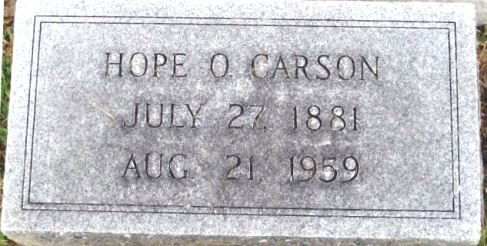 HOPE O. CARSON
JULY 27, 1881
AUG 21, 1959